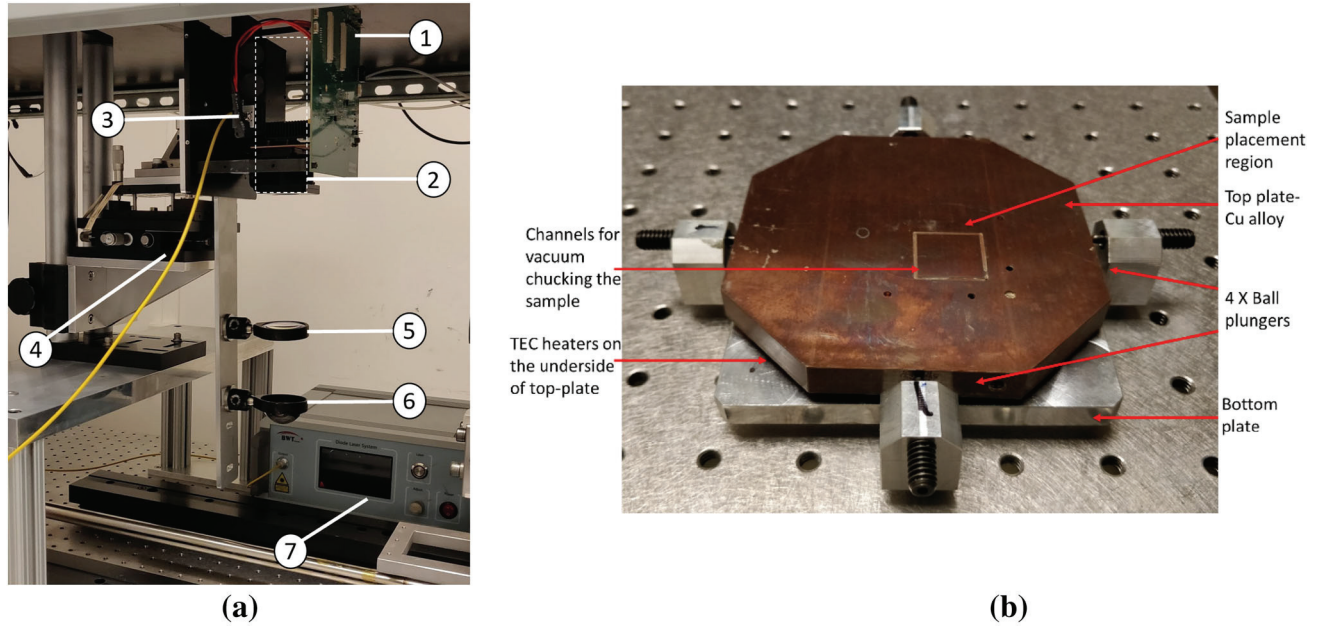 1
2
3
4
5
6
7
BWT
Diode Laser System
(a)
Sample
placement
region
Top plate-
Cu alloy
Channels for
vacuum
chucking the
sample
4 X Ball
plungers
TEC heaters on
the underside
of top-plate
Bottom
plate
(b)